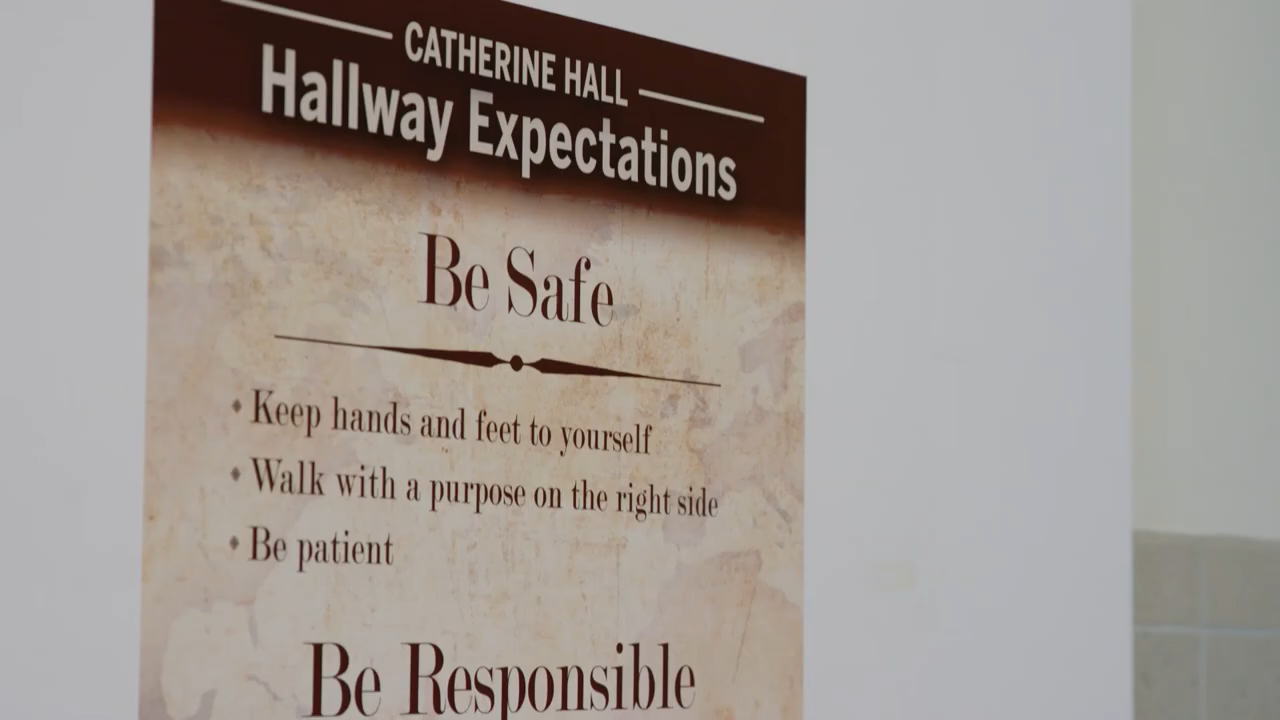 CATHERINE HALL
Hallway Expectations
Be Safe
• Keep hands and feet to yourself
• Walk with a purpose on the right side
• Be patient
Be Responsible